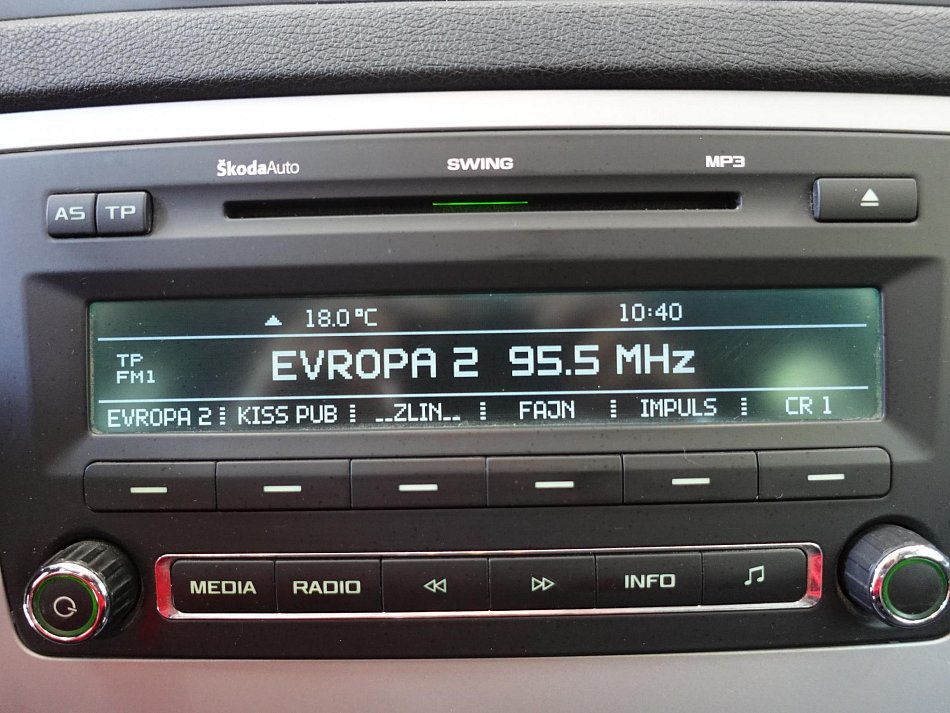 ŠkodaAuto SWING MP3
AS TP
18.0°C 10:40
TP
FM1
EVROPA 2 95.5 MHz
EVROPA 2 KISS PUB __ZLIN__ FAJN IMPULS CR 1
MEDIA RADIO INFO